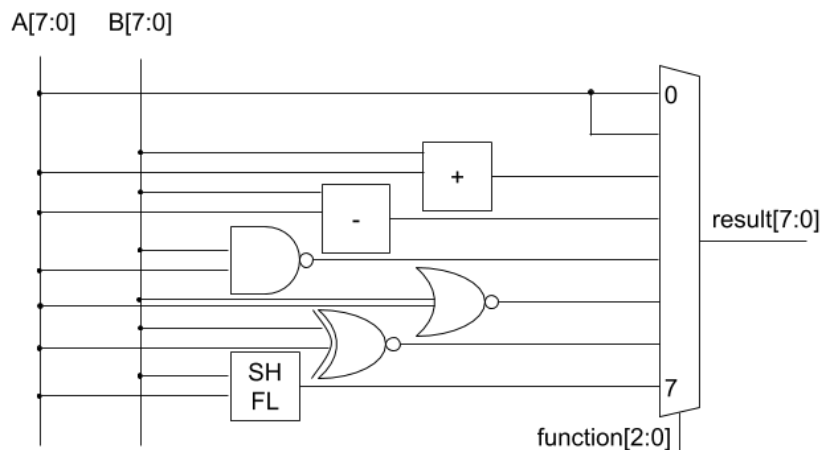 A[7:0] B[7:0]
0
+
-
result[7:0]
SH
FL
7
function[2:0]